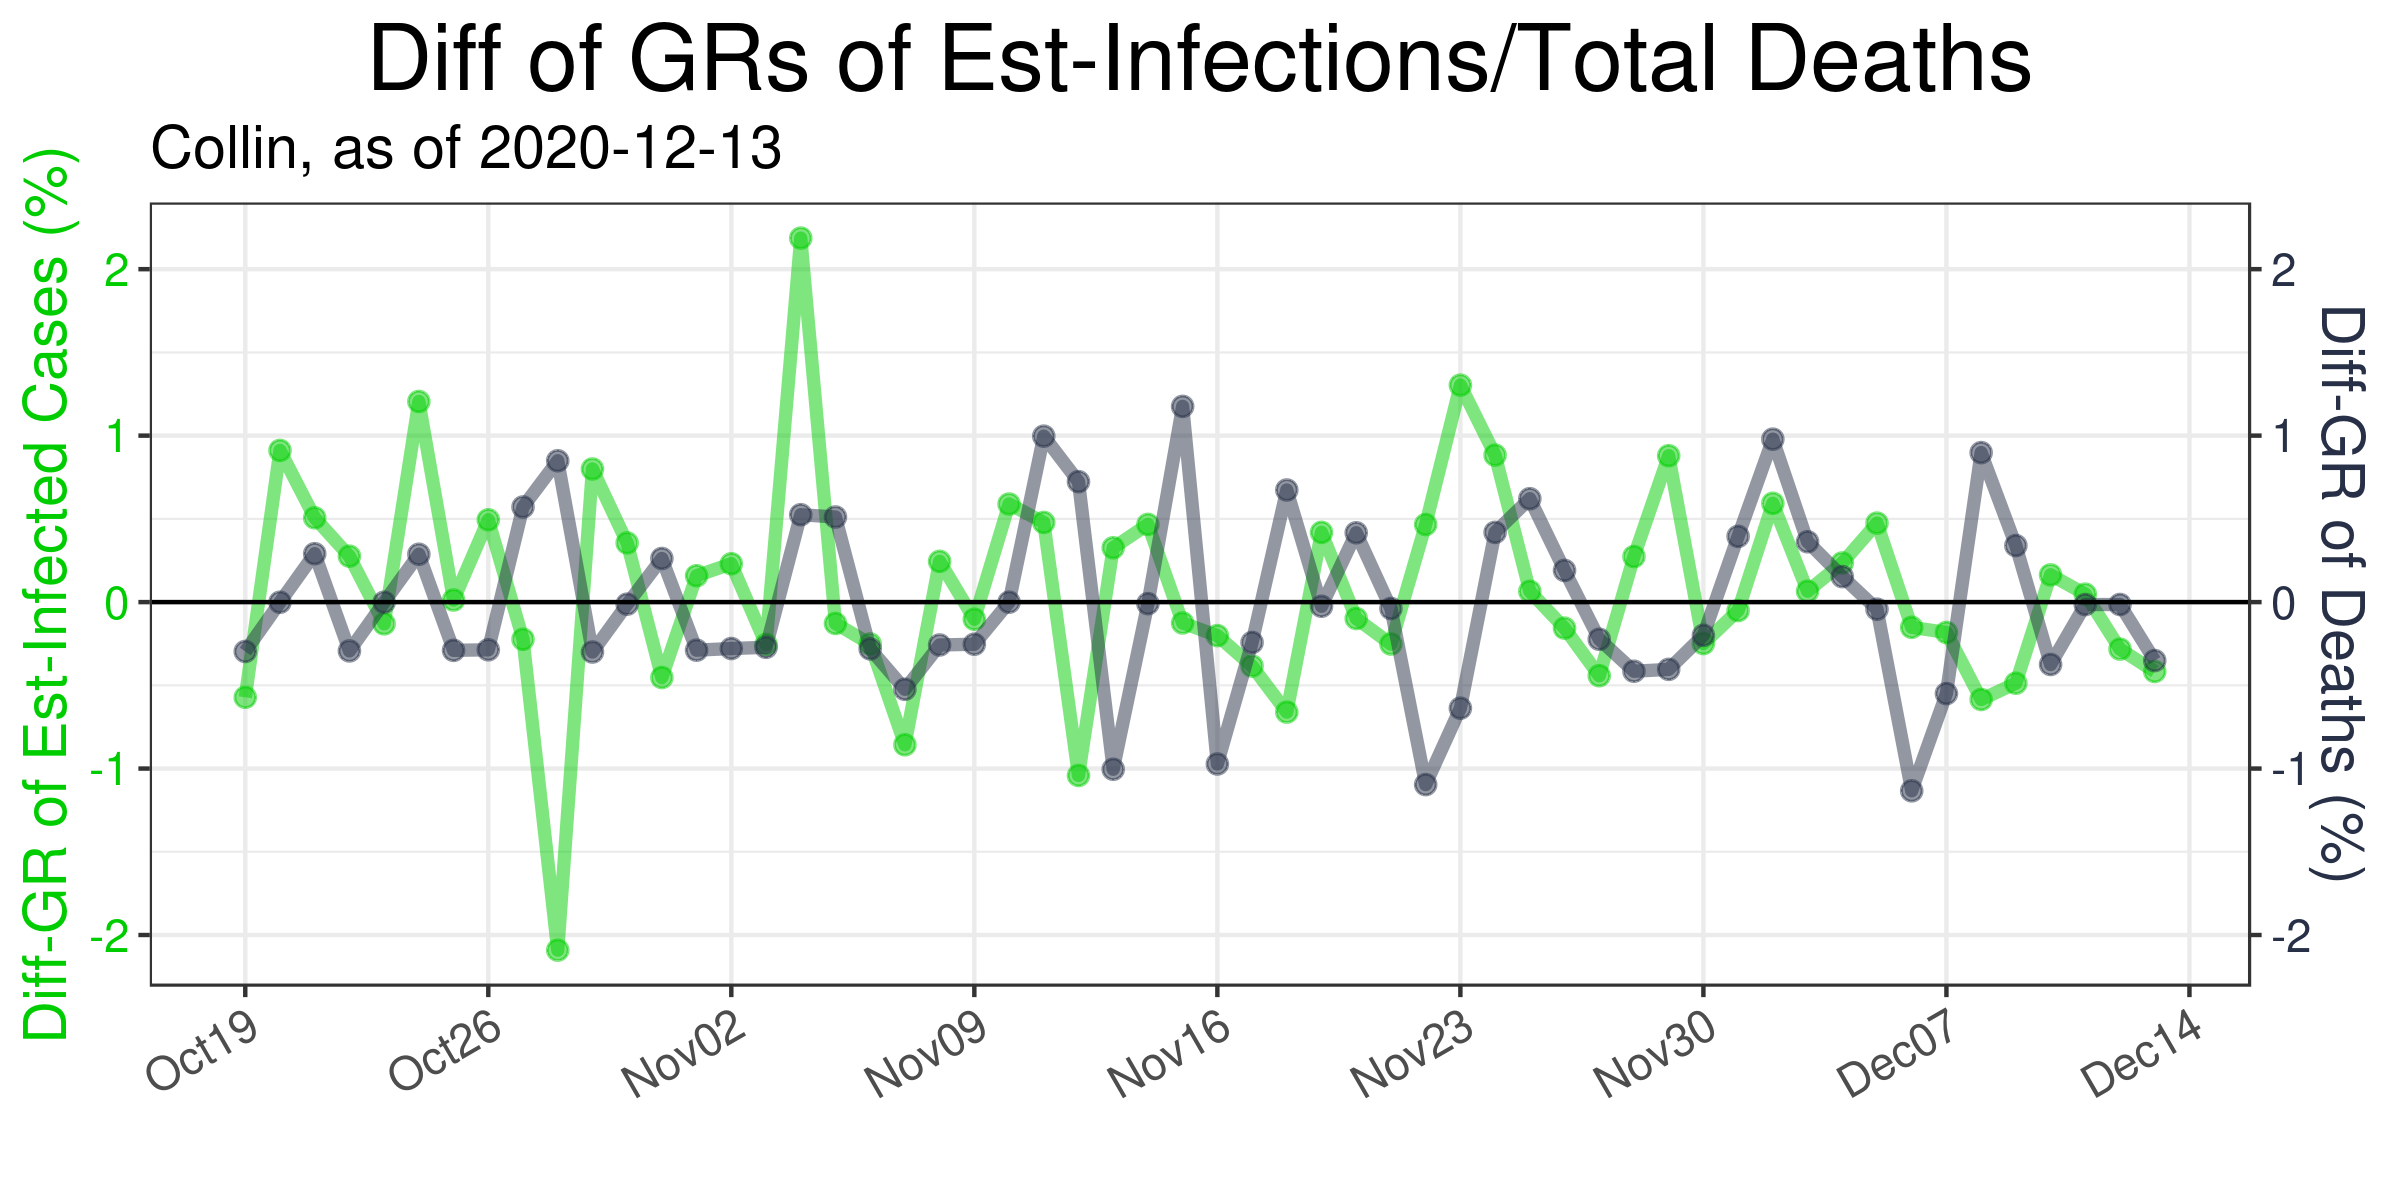 Diff of GRs of Est-Infections/Total Deaths
Collin, as of 2020-12-13
Diff-GR of Est-Infected Cases (%)
2
1
0
-1
-2
2
1
0
-1
-2
Diff-GR of Deaths (%)
Oct19
Oct26
Nov02
Nov09
Nov16
Nov23
Nov30
Dec07
Dec14